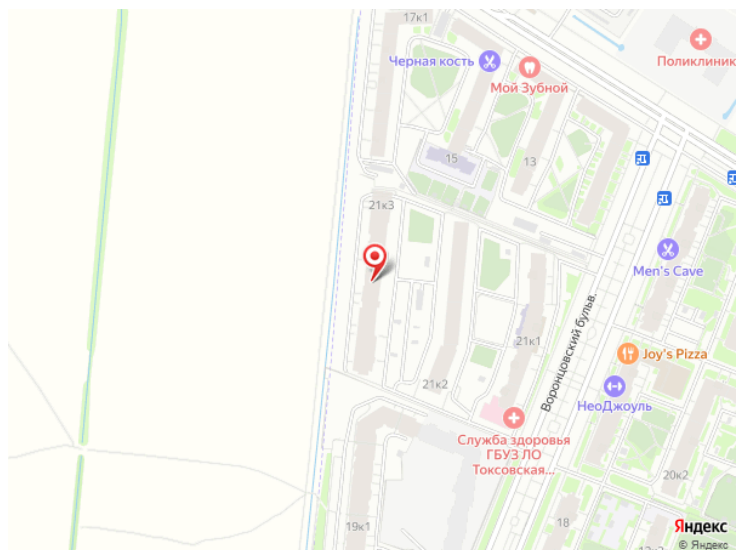 17к1
Черная кость
Мой Зубной
Поликлиник
15
13
21к3
Men's Cave
Воронцовский бульв.
21к1
Joy's Pizza
21к2
НеоДжоуль
Служба здоровья
ГБУЗ ЛО
Токсовская...
20к2
19к1
18
Яндекс
© Яндекс